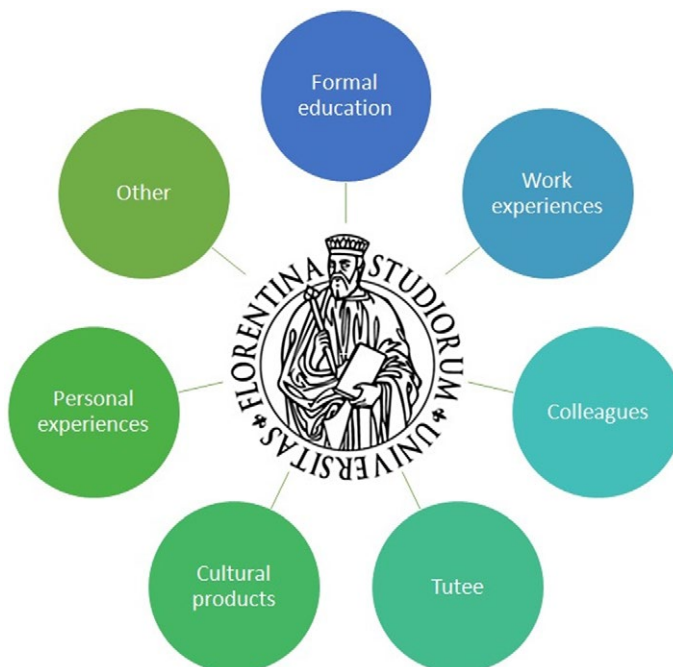 Formal
education
Work
experiences
Colleagues
Tutee
Cultural
products
Personal
experiences
Other
FLORENTINA STUDIORUM UNIVERSITAS